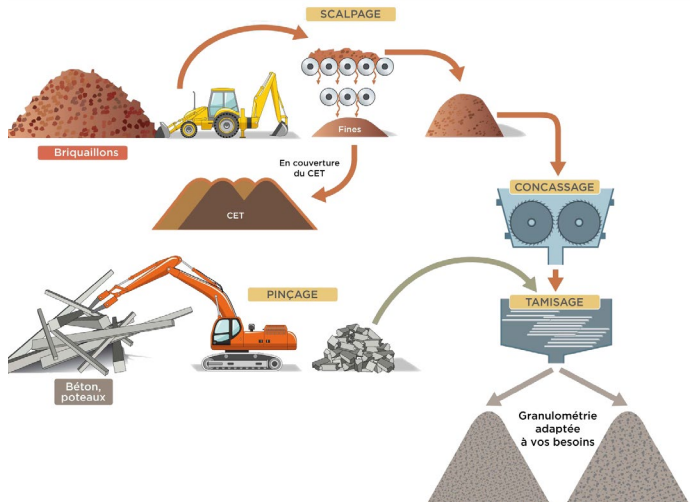 SCALPAGE
Fines
Briquaillons
En couverture
du CET
CET
CONCASSAGE
PINÇAGE
TAMISAGE
Béton,
poteaux
Granulométrie
adaptée
à vos besoins